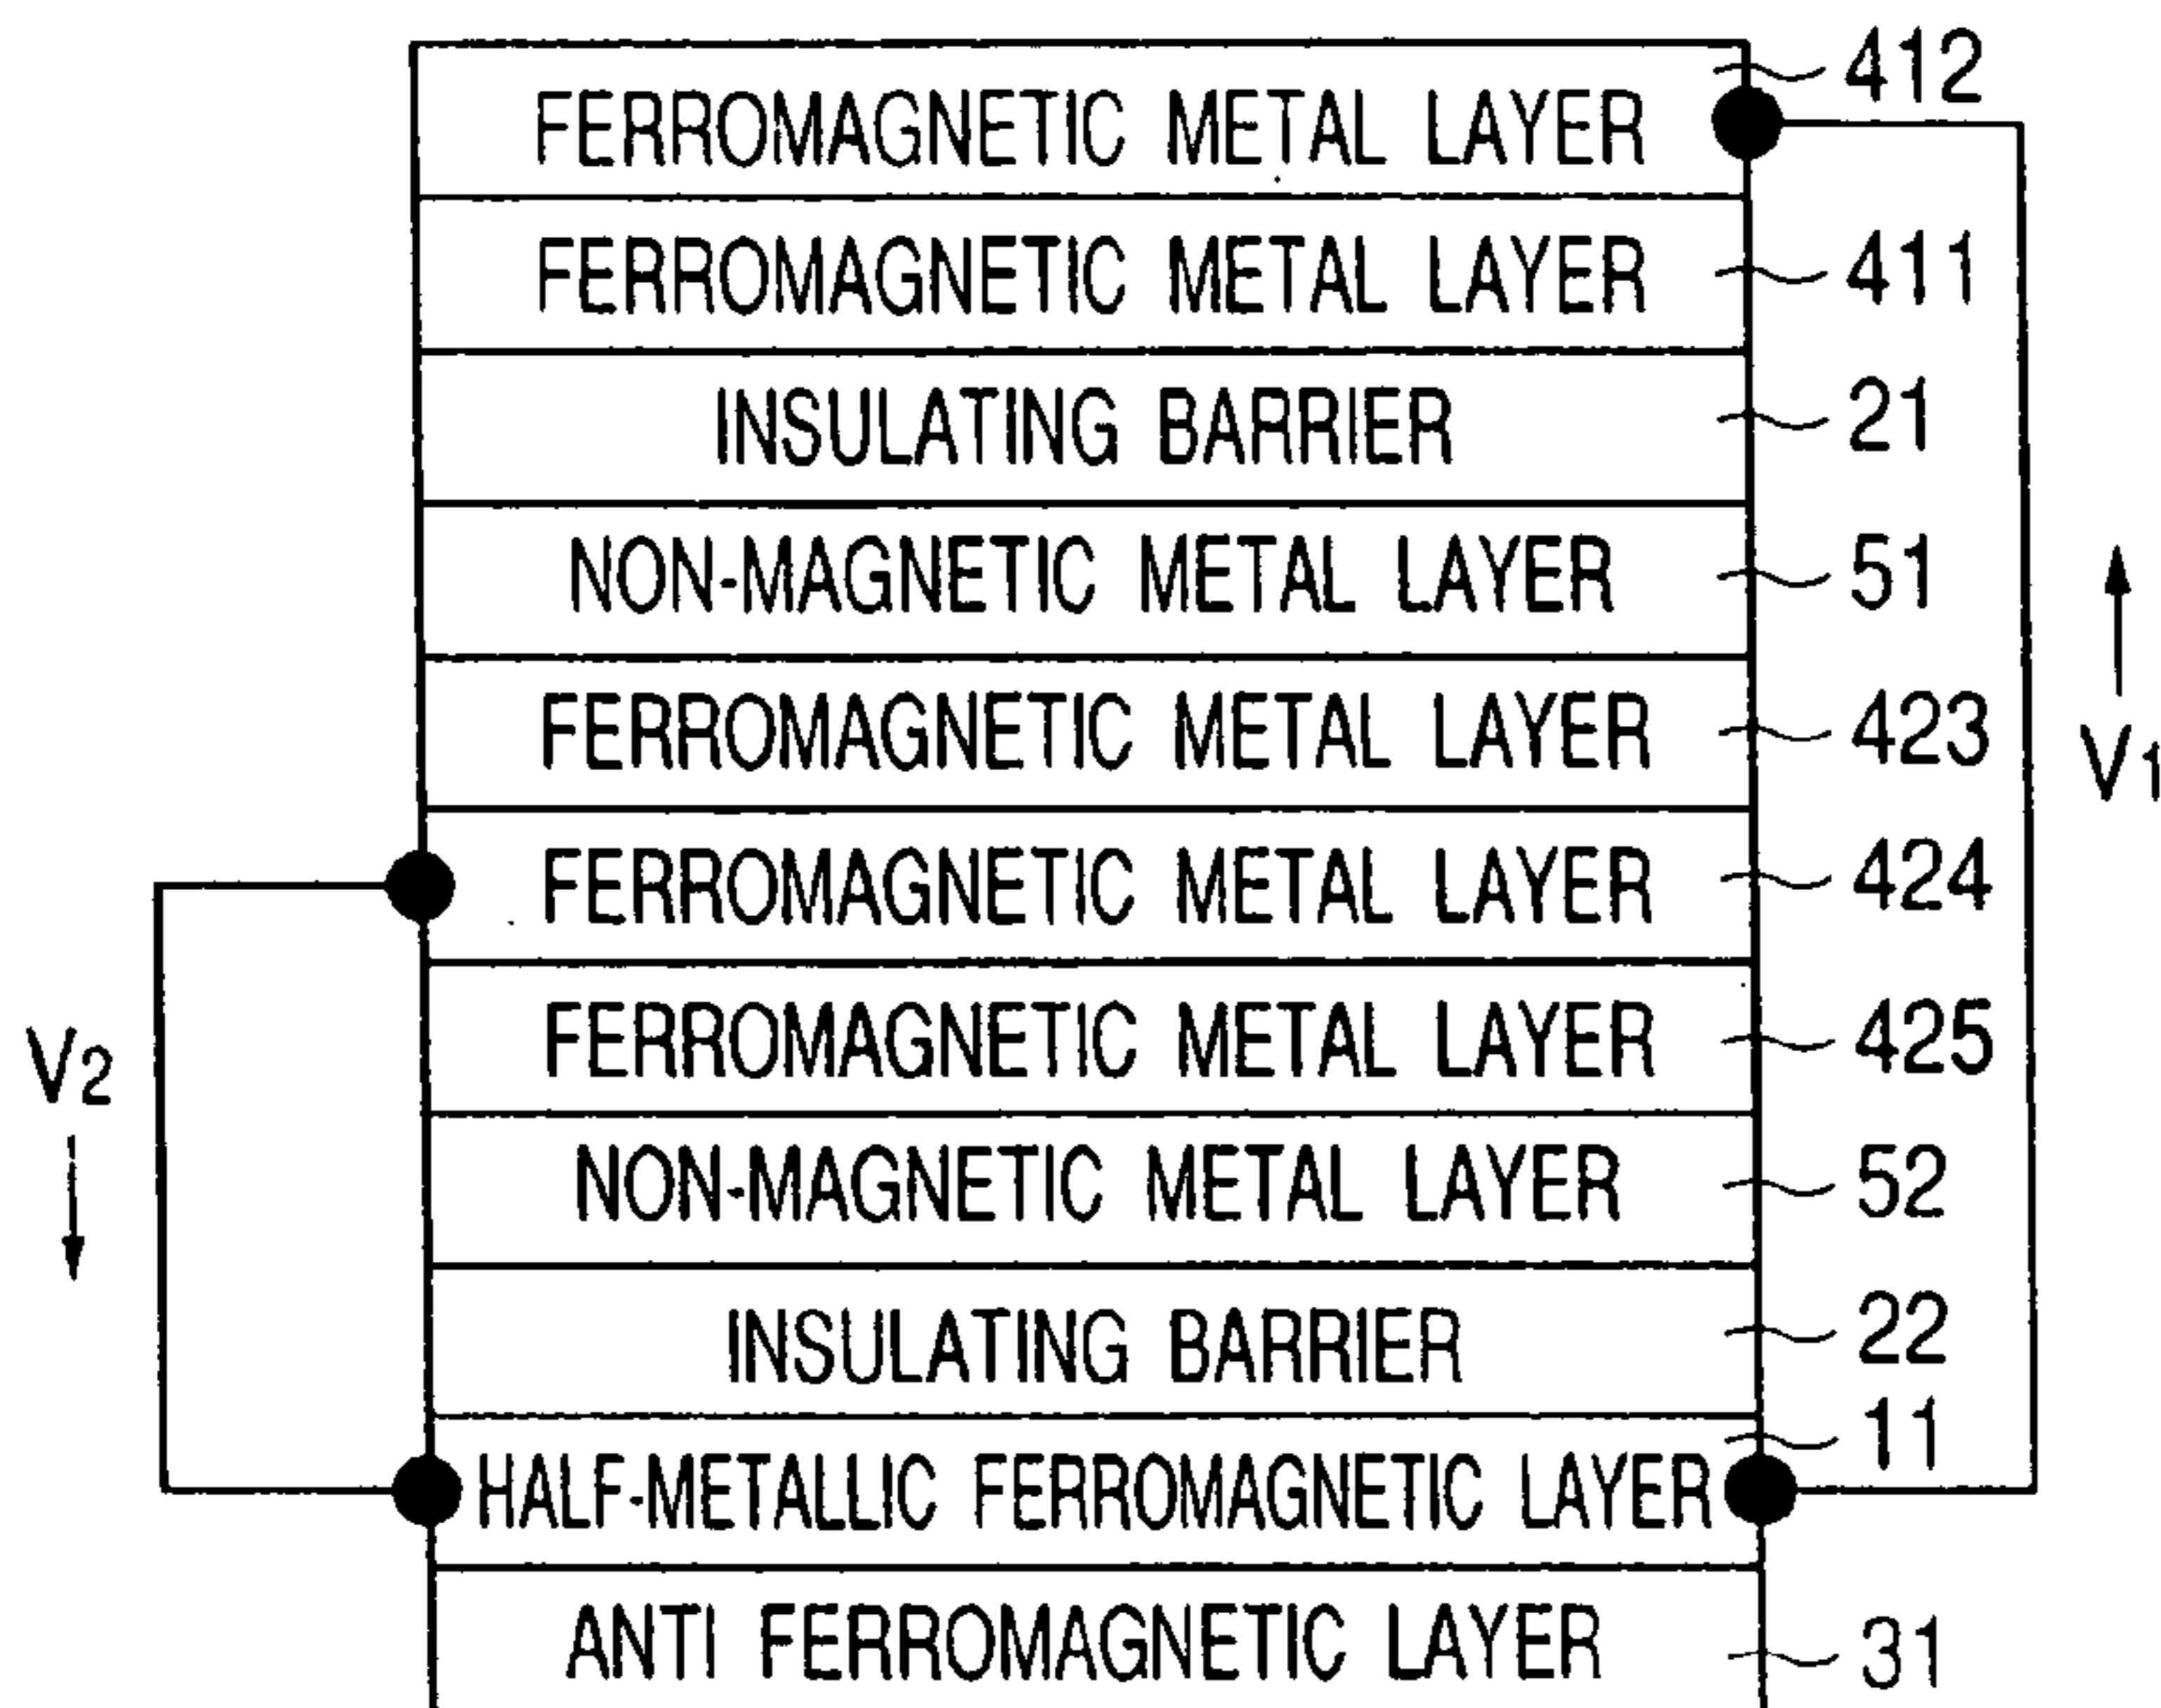 412
FERROMAGNETIC METAL LAYER
FERROMAGNETIC METAL LAYER 411
INSULATING BARRIER 21
NON-MAGNETIC METAL LAYER 51
FERROMAGNETIC METAL LAYER 423
V1
FERROMAGNETIC METAL LAYER 424
FERROMAGNETIC METAL LAYER 425
V2
NON-MAGNETIC METAL LAYER 52
INSULATING BARRIER 22
11
HALF-METALLIC FERROMAGNETIC LAYER
ANTI FERROMAGNETIC LAYER 31